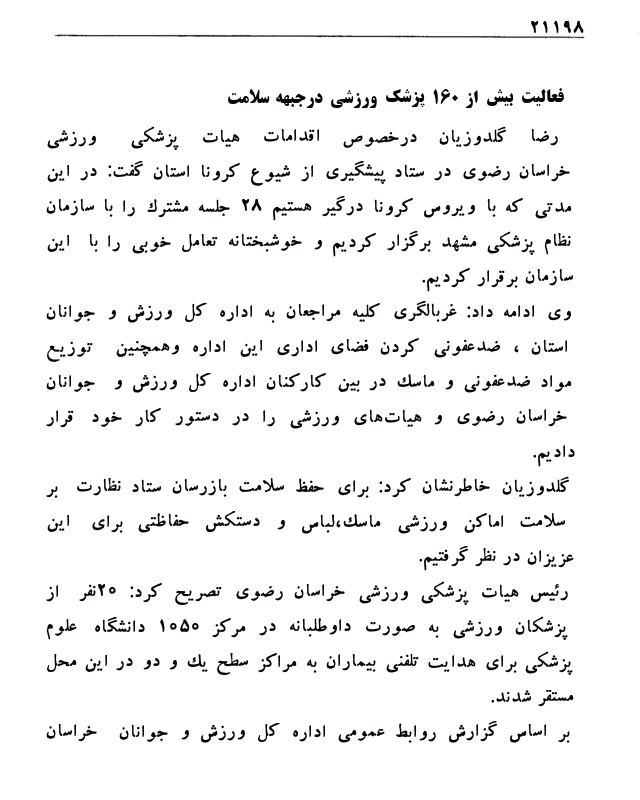 ۲۱۱۹۸
فعالیت بیش از ۱۶۰ پزشک ورزشی درجبهه سلامت
رضا گلدوزیان درخصوص اقدامات هیات پزشکی ورزشی
خراسان رضوی در ستاد پیشگیری از شیوع کرونا استان گفت: در این
مدتی که با ویروس کرونا درگیر هستیم ۲۸ جلسه مشترك را با سازمان
نظام پزشکی مشهد برگزار کردیم و خوشبختانه تعامل خوبی را با این
سازمان برقرار کردیم.
وی ادامه داد: غربالگری کلیه مراجعان به اداره کل ورزش و جوانان
استان ، ضدعفونی کردن فضای اداری این اداره وهمچنین توزیع
مواد ضدعفونی و ماسك در بین کارکنان اداره کل ورزش و جوانان
خراسان رضوی و هیات‌های ورزشی را در دستور کار خود قرار
دادیم.
گلدوزیان خاطرنشان کرد: برای حفظ سلامت بازرسان ستاد نظارت بر
سلامت اماکن ورزشی ماسك،لباس و دستکش حفاظتی برای این
عزیزان در نظر گرفتیم.
رئیس هیات پزشکی ورزشی خراسان رضوی تصریح کرد: ۲۰نفر از
پزشکان ورزشی به صورت داوطلبانه در مرکز ۱۰۵۰ دانشگاه علوم
پزشکی برای هدایت تلفنی بیماران به مراکز سطح یك و دو در این محل
مستقر شدند.
بر اساس گزارش روابط عمومی اداره کل ورزش و جوانان خراسان